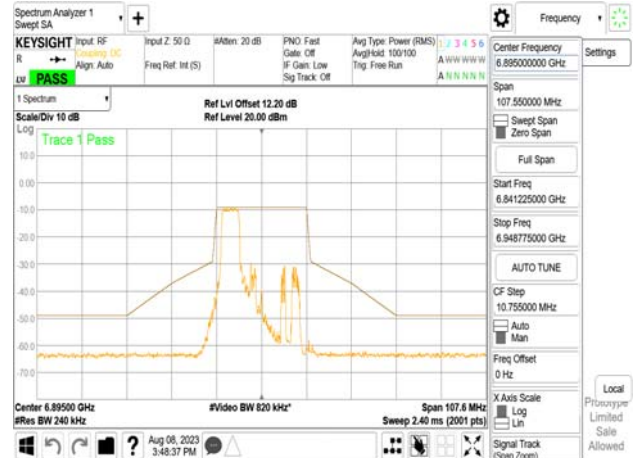 Spectrum Analyzer 1
Swept SA
Frequency
KEYSIGHT
Input: RF
Coupling: DC
Align: Auto
Input Z: 50 Ω
Freq Ref: Int (S)
#Atten: 20 dB
PNO: Fast
Gate: Off
IF Gain: Low
Sig Track: Off
Avg Type: Power (RMS)
Avg|Hold: 100/100
Trig: Free Run
1 2 3 4 5 6
A W W W W W
A N N N N N
R
LV PASS
1 Spectrum
Scale/Div 10 dB
Ref Lvl Offset 12.20 dB
Ref Level 20.00 dBm
Log
Trace 1 Pass
10.0
0.00
-10.0
-20.0
-30.0
-40.0
-50.0
-60.0
-70.0
Center 6.89500 GHz
#Res BW 240 kHz
#Video BW 820 kHz*
Span 107.6 MHz
Sweep 2.40 ms (2001 pts)
Aug 08, 2023
3:48:37 PM
?
Center Frequency
6.895000000 GHz
Span
107.550000 MHz
Swept Span
Zero Span
Full Span
Start Freq
6.841225000 GHz
Stop Freq
6.948775000 GHz
AUTO TUNE
CF Step
10.755000 MHz
Auto
Man
Freq Offset
0 Hz
X Axis Scale
Log
Lin
Signal Track
(Span Zoom)
Settings
Local
Prototype
Limited
Sale
Allowed